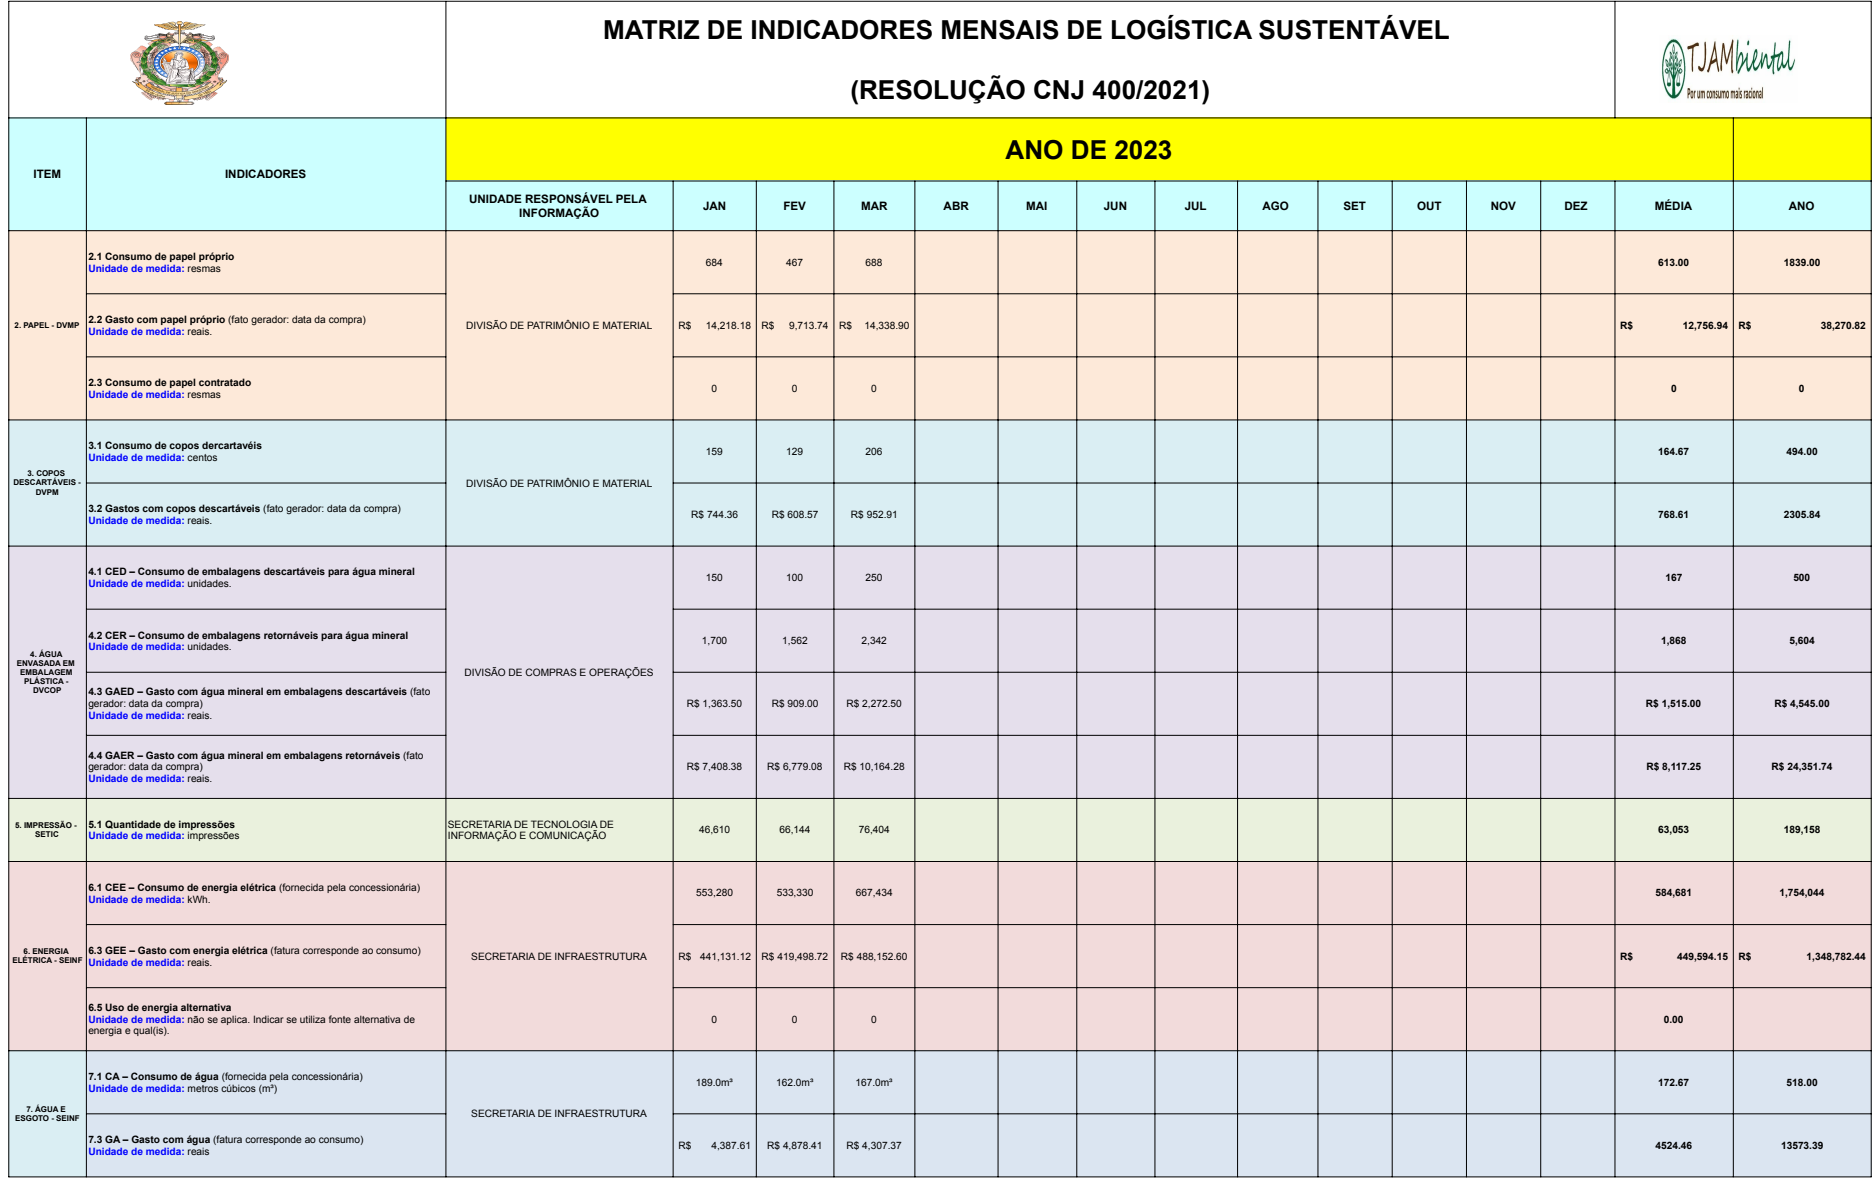 MATRIZ DE INDICADORES MENSAIS DE LOGÍSTICA SUSTENTÁVEL
(RESOLUÇÃO CNJ 400/2021)
TJAMbiental
Por um consumo mais racional
ITEM
INDICADORES
ANO DE 2023
UNIDADE RESPONSÁVEL PELA
INFORMAÇÃO
JAN FEV MAR ABR MAI JUN JUL AGO SET OUT NOV DEZ MÉDIA ANO
2. PAPEL - DVMP
2.1 Consumo de papel próprio
Unidade de medida: resmas
DIVISÃO DE PATRIMÔNIO E MATERIAL
684 467 688 613.00 1839.00
2.2 Gasto com papel próprio (fato gerador: data da compra)
Unidade de medida: reais.
R$ 14,218.18 R$ 9,713.74 R$ 14,338.90 R$ 12,756.94 R$ 38,270.82
2.3 Consumo de papel contratado
Unidade de medida: resmas
0 0 0 0 0
3. COPOS
DESCARTÁVEIS -
DVPM
3.1 Consumo de copos dercartavéis
Unidade de medida: centos
DIVISÃO DE PATRIMÔNIO E MATERIAL
159 129 206 164.67 494.00
3.2 Gastos com copos descartáveis (fato gerador: data da compra)
Unidade de medida: reais.
R$ 744.36 R$ 608.57 R$ 952.91 768.61 2305.84
4. ÁGUA
ENVASADA EM
EMBALAGEM
PLÁSTICA -
DVCOP
4.1 CED – Consumo de embalagens descartáveis para água mineral
Unidade de medida: unidades.
DIVISÃO DE COMPRAS E OPERAÇÕES
150 100 250 167 500
4.2 CER – Consumo de embalagens retornáveis para água mineral
Unidade de medida: unidades.
1,700 1,562 2,342 1,868 5,604
4.3 GAED – Gasto com água mineral em embalagens descartáveis (fato
gerador: data da compra)
Unidade de medida: reais.
R$ 1,363.50 R$ 909.00 R$ 2,272.50 R$ 1,515.00 R$ 4,545.00
4.4 GAER – Gasto com água mineral em embalagens retornáveis (fato
gerador: data da compra)
Unidade de medida: reais.
R$ 7,408.38 R$ 6,779.08 R$ 10,164.28 R$ 8,117.25 R$ 24,351.74
5. IMPRESSÃO -
SETIC
5.1 Quantidade de impressões
Unidade de medida: impressões
SECRETARIA DE TECNOLOGIA DE
INFORMAÇÃO E COMUNICAÇÃO
46,610 66,144 76,404 63,053 189,158
6. ENERGIA
ELÉTRICA - SEINF
6.1 CEE – Consumo de energia elétrica (fornecida pela concessionária)
Unidade de medida: kWh.
SECRETARIA DE INFRAESTRUTURA
553,280 533,330 667,434 584,681 1,754,044
6.3 GEE – Gasto com energia elétrica (fatura corresponde ao consumo)
Unidade de medida: reais.
R$ 441,131.12 R$ 419,498.72 R$ 488,152.60 R$ 449,594.15 R$ 1,348,782.44
6.5 Uso de energia alternativa
Unidade de medida: não se aplica. Indicar se utiliza fonte alternativa de
energia e qual(is).
0 0 0 0.00
7. ÁGUA E
ESGOTO - SEINF
7.1 CA – Consumo de água (fornecida pela concessionária)
Unidade de medida: metros cúbicos (m³)
SECRETARIA DE INFRAESTRUTURA
189.0m³ 162.0m³ 167.0m³ 172.67 518.00
7.3 GA – Gasto com água (fatura corresponde ao consumo)
Unidade de medida: reais
R$ 4,387.61 R$ 4,878.41 R$ 4,307.37 4524.46 13573.39